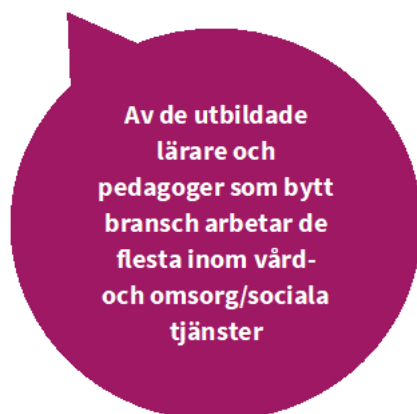 Av de utbildade
lärare och
pedagoger som bytt
bransch arbetar de
flesta inom vård-
och omsorg/sociala
tjänster